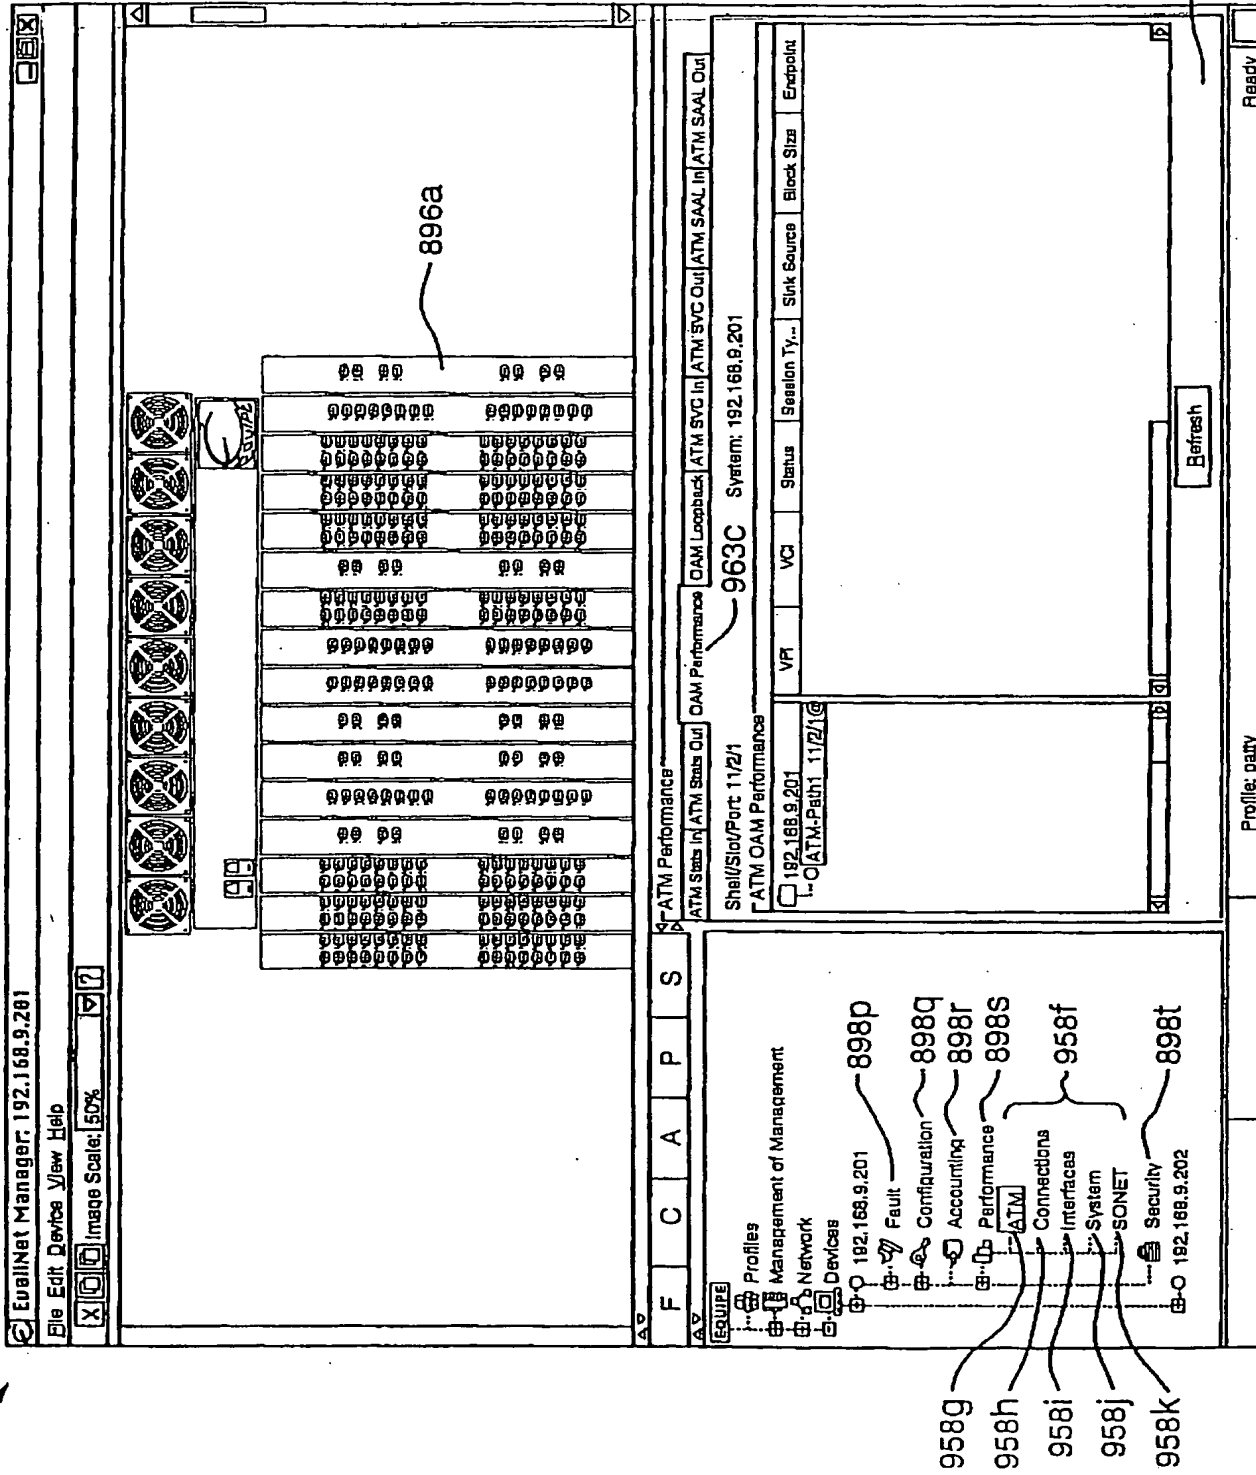 EueliNet Manager: 192.168.9.201
File Edit Device View Help
Image Scale: 50%
?
896a
F C A P S
EQUIPE
Profiles
Management of Management
Network
Devices
192.168.9.201
Fault
Configuration
Accounting
Performance
ATM
Connections
Interfaces
System
SONET
Security
192.168.9.202
898p
898q
898r
898s
958f
898t
958g
958h
958i
958j
958k
ATM Performance
ATM Stats In ATM Stats Out OAM Performance OAM Loopback ATM SVC In ATM SVC Out ATM SAAL In ATM SAAL Out
963C
Shelf/Slot/Port: 11/2/1 System: 192.168.9.201
ATM OAM Performance
192.168.9.201
ATM-Path1 11/2/1@
VPI VCI Status Session Ty... Sink Source Block Size Endpoint
Refresh
Profile: patty
Ready